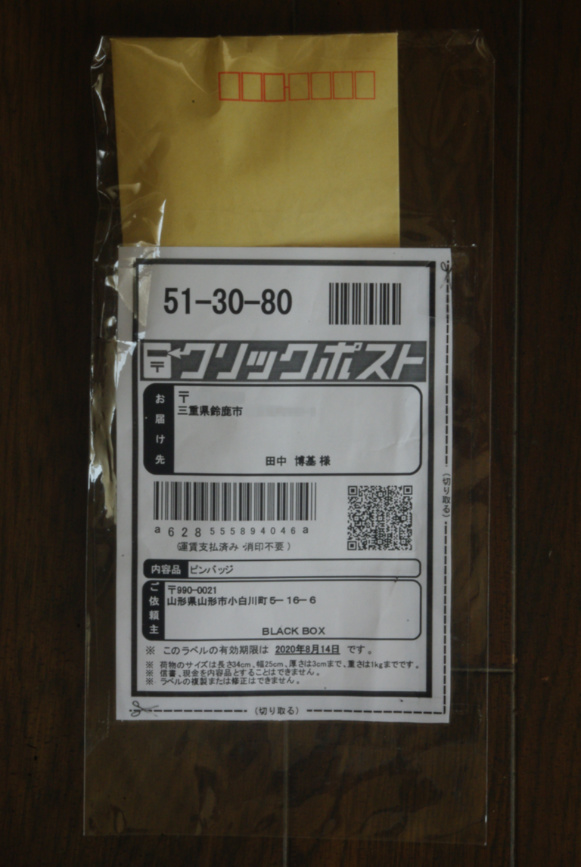 51-30-80
クリックポスト
お届け先
〒
三重県鈴鹿市
田中 博基 様
a628555894046a
(運賃支払済み・消印不要)
内容品
ピンバッジ
ご依頼主
〒990-0021
山形県山形市小白川町5-16-6
BLACK BOX
※ このラベルの有効期限は 2020年8月14日 です。
※ 荷物のサイズは長さ34cm、幅25cm、厚さは3cmまで、重さは1kgまでです。
※ 信書、現金を内容品とすることはできません。
※ ラベルの複製または修正はできません。
(切り取る)
(切り取る)